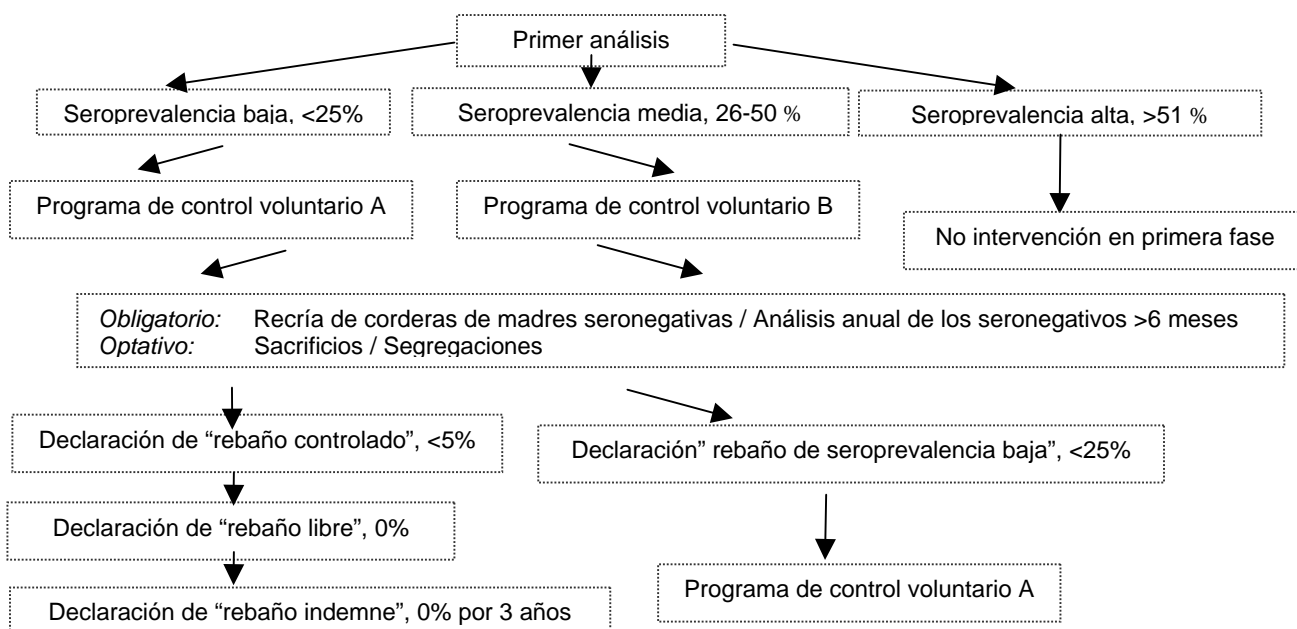 Primer análisis
Seroprevalencia baja, <25%
Seroprevalencia media, 26-50 %
Seroprevalencia alta, >51 %
Programa de control voluntario A
Programa de control voluntario B
No intervención en primera fase
Obligatorio: Recría de corderas de madres seronegativas / Análisis anual de los seronegativos >6 meses
Optativo: Sacrificios / Segregaciones
Declaración de “rebaño controlado”, <5%
Declaración” rebaño de seroprevalencia baja”, <25%
Declaración de “rebaño libre”, 0%
Programa de control voluntario A
Declaración de “rebaño indemne”, 0% por 3 años